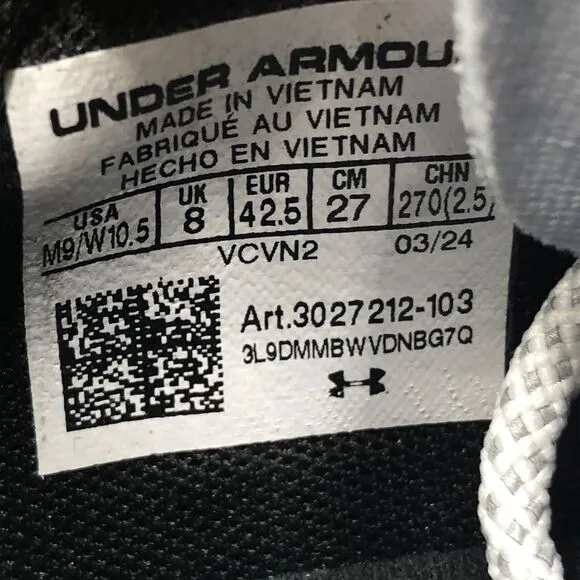 UNDER ARMOU
MADE IN VIETNAM
FABRIQUÉ AU VIETNAM
HECHO EN VIETNAM
USA UK EUR CM CHN
M9/W10.5 8 42.5 27 270(2.5)
VCVN2 03/24
Art.3027212-103
3L9DMMBWVDNBG7Q